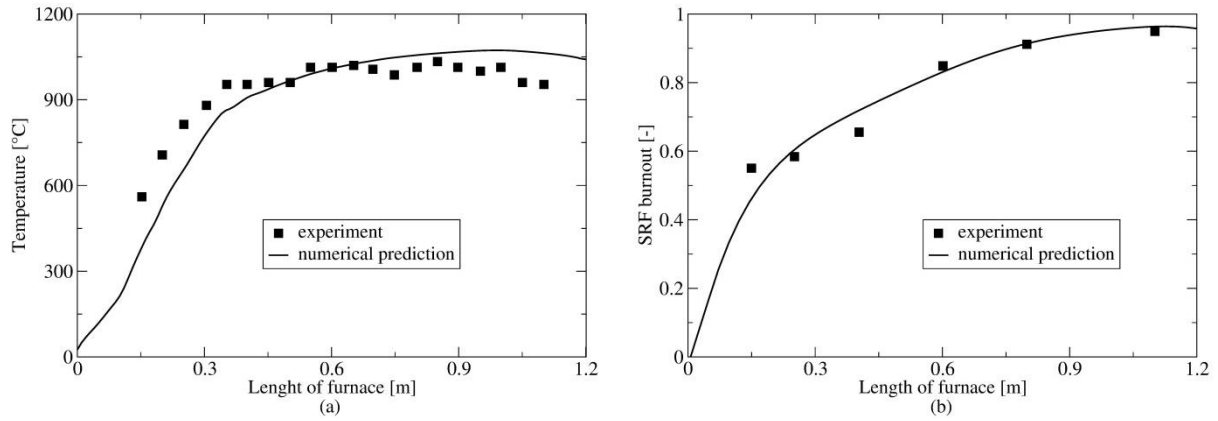 1200
900
600
300
0
Temperature [°C]
experiment
numerical prediction
0 0.3 0.6 0.9 1.2
Lenght of furnace [m]
(a)
1
0.8
0.6
0.4
0.2
0
SRF burnout [-]
experiment
numerical prediction
0 0.3 0.6 0.9 1.2
Length of furnace [m]
(b)